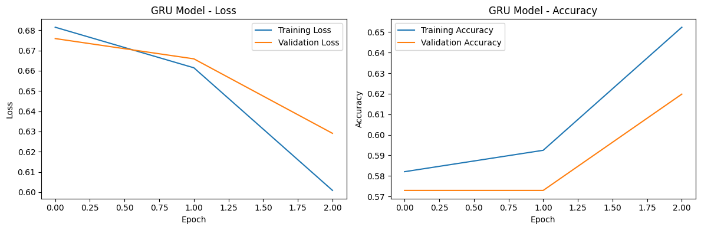 GRU Model - Loss
Training Loss
Validation Loss
0.68
0.67
0.66
0.65
0.64
0.63
0.62
0.61
0.60
Loss
0.00 0.25 0.50 0.75 1.00 1.25 1.50 1.75 2.00
Epoch
GRU Model - Accuracy
Training Accuracy
Validation Accuracy
0.65
0.64
0.63
0.62
0.61
0.60
0.59
0.58
0.57
Accuracy
0.00 0.25 0.50 0.75 1.00 1.25 1.50 1.75 2.00
Epoch